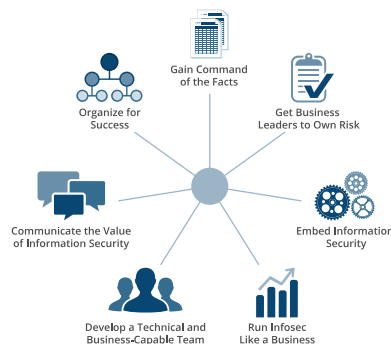 Gain Command
of the Facts
Get Business
Leaders to Own Risk
Embed Information
Security
Run Infosec
Like a Business
Develop a Technical and
Business-Capable Team
Communicate the Value
of Information Security
Organize for
Success